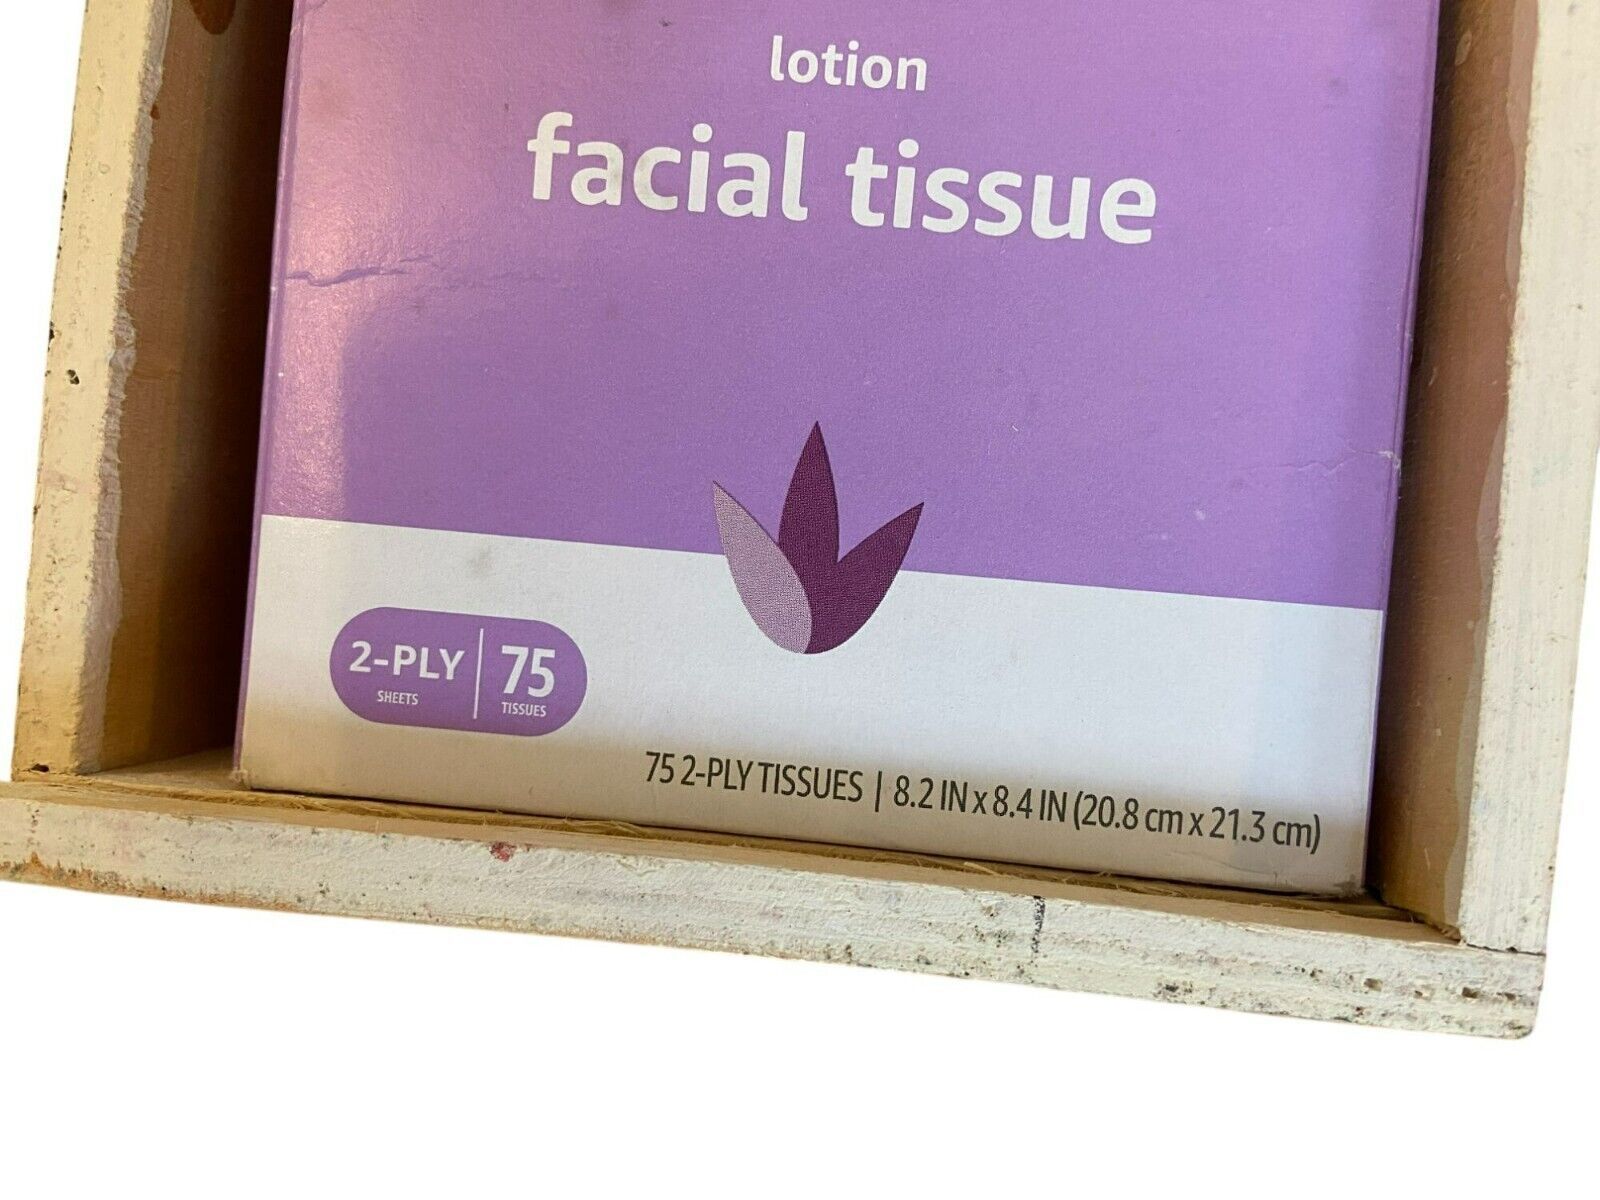 lotion
facial tissue
2-PLY | 75
SHEETS TISSUES
75 2-PLY TISSUES | 8.2 IN x 8.4 IN (20.8 cm x 21.3 cm)